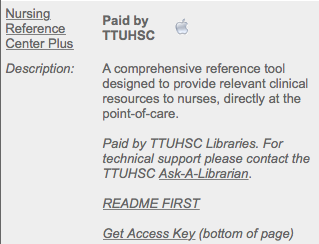 Nursing Reference Center Plus
Paid by TTUHSC
Description:
A comprehensive reference tool
designed to provide relevant clinical
resources to nurses, directly at the
point-of-care.
Paid by TTUHSC Libraries. For
technical support please contact the
TTUHSC Ask-A-Librarian.
README FIRST
Get Access Key (bottom of page)